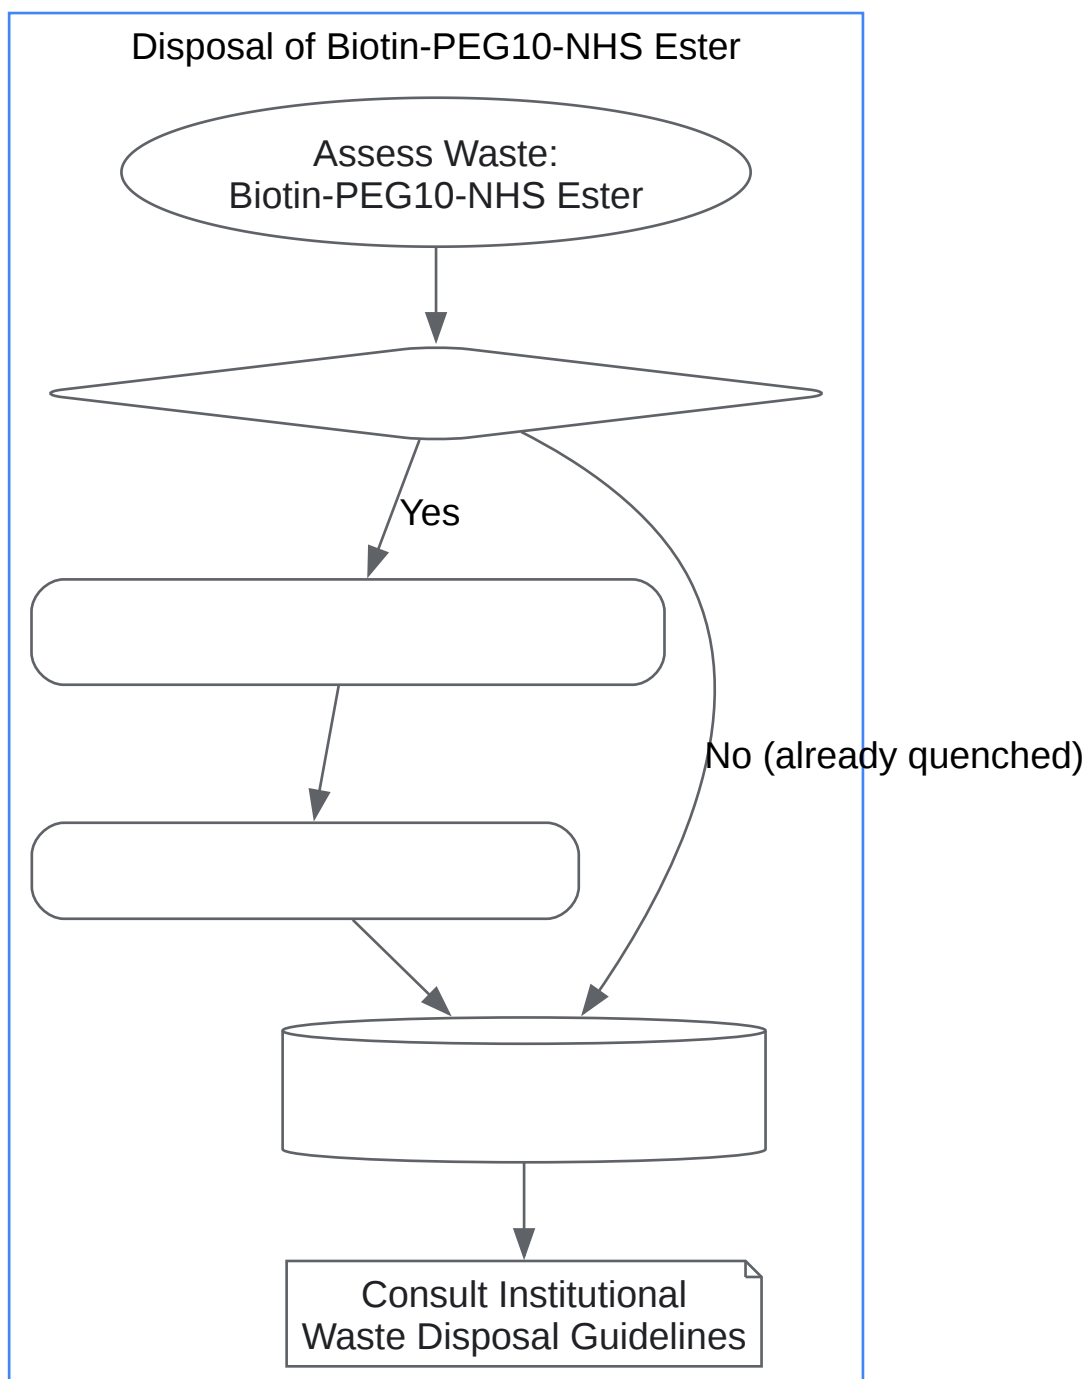 Disposal of Biotin-PEG10-NHS Ester
Assess Waste:
Biotin-PEG10-NHS Ester
Yes
No (already quenched)
Consult Institutional
Waste Disposal Guidelines